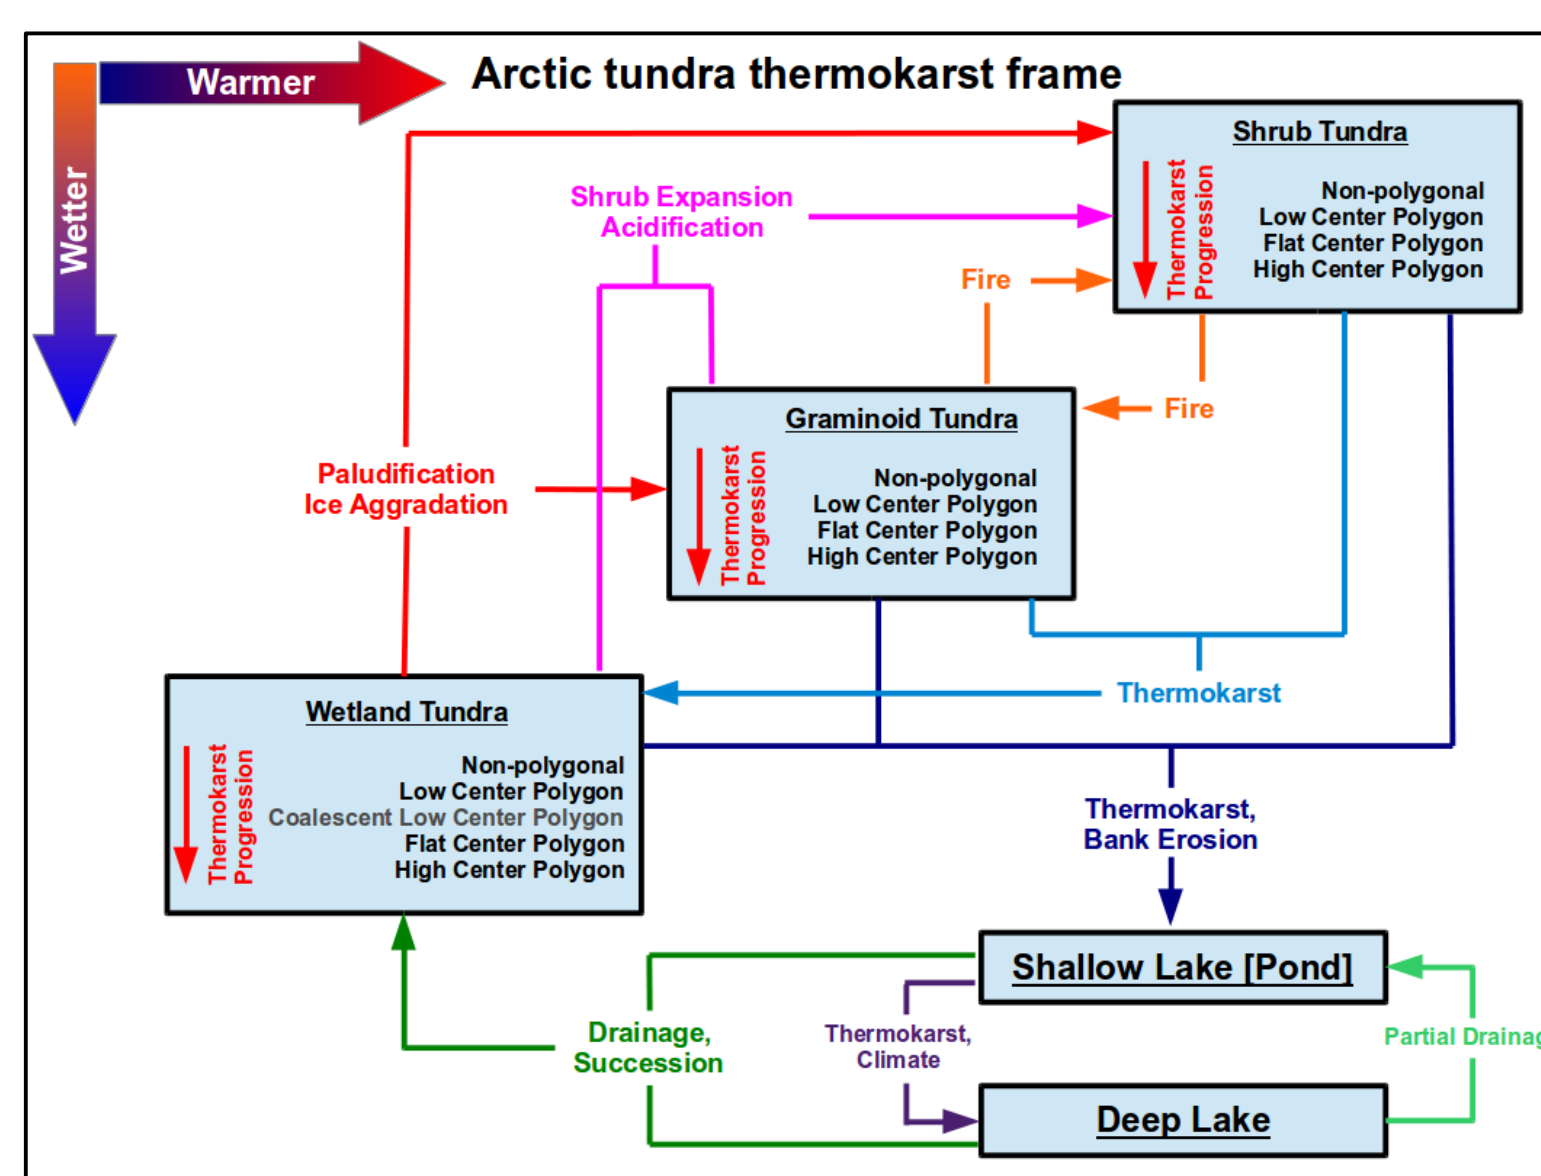 Arctic tundra thermokarst frame
Warmer
Wetter
Shrub Tundra
Thermokarst
Progression
Non-polygonal
Low Center Polygon
Flat Center Polygon
High Center Polygon
Shrub Expansion
Acidification
Fire
Fire
Graminoid Tundra
Thermokarst
Progression
Non-polygonal
Low Center Polygon
Flat Center Polygon
High Center Polygon
Paludification
Ice Aggradation
Thermokarst
Wetland Tundra
Thermokarst
Progression
Non-polygonal
Low Center Polygon
Coalescent Low Center Polygon
Flat Center Polygon
High Center Polygon
Thermokarst,
Bank Erosion
Shallow Lake [Pond]
Drainage,
Succession
Thermokarst,
Climate
Partial Drainag
Deep Lake